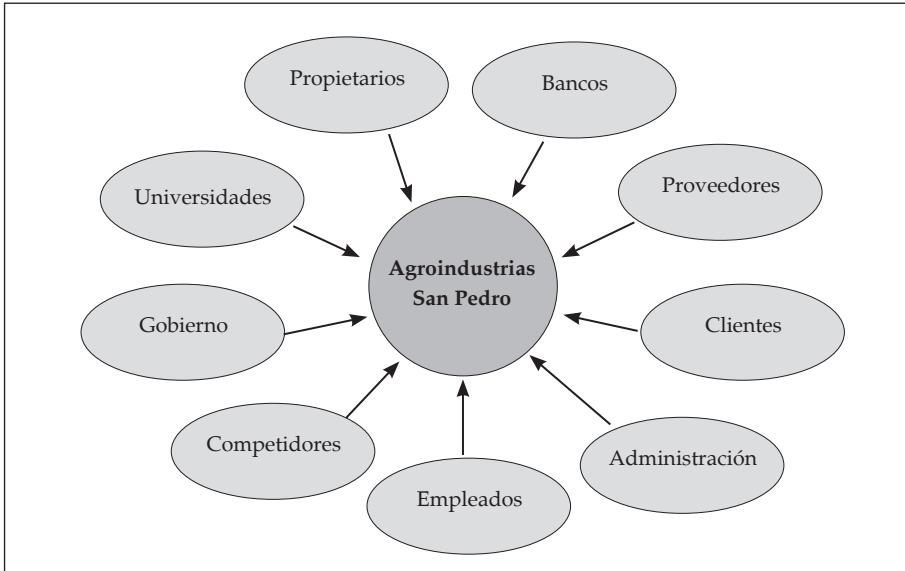 Propietarios
Bancos
Universidades
Proveedores
Agroindustrias
San Pedro
Gobierno
Clientes
Competidores
Administración
Empleados